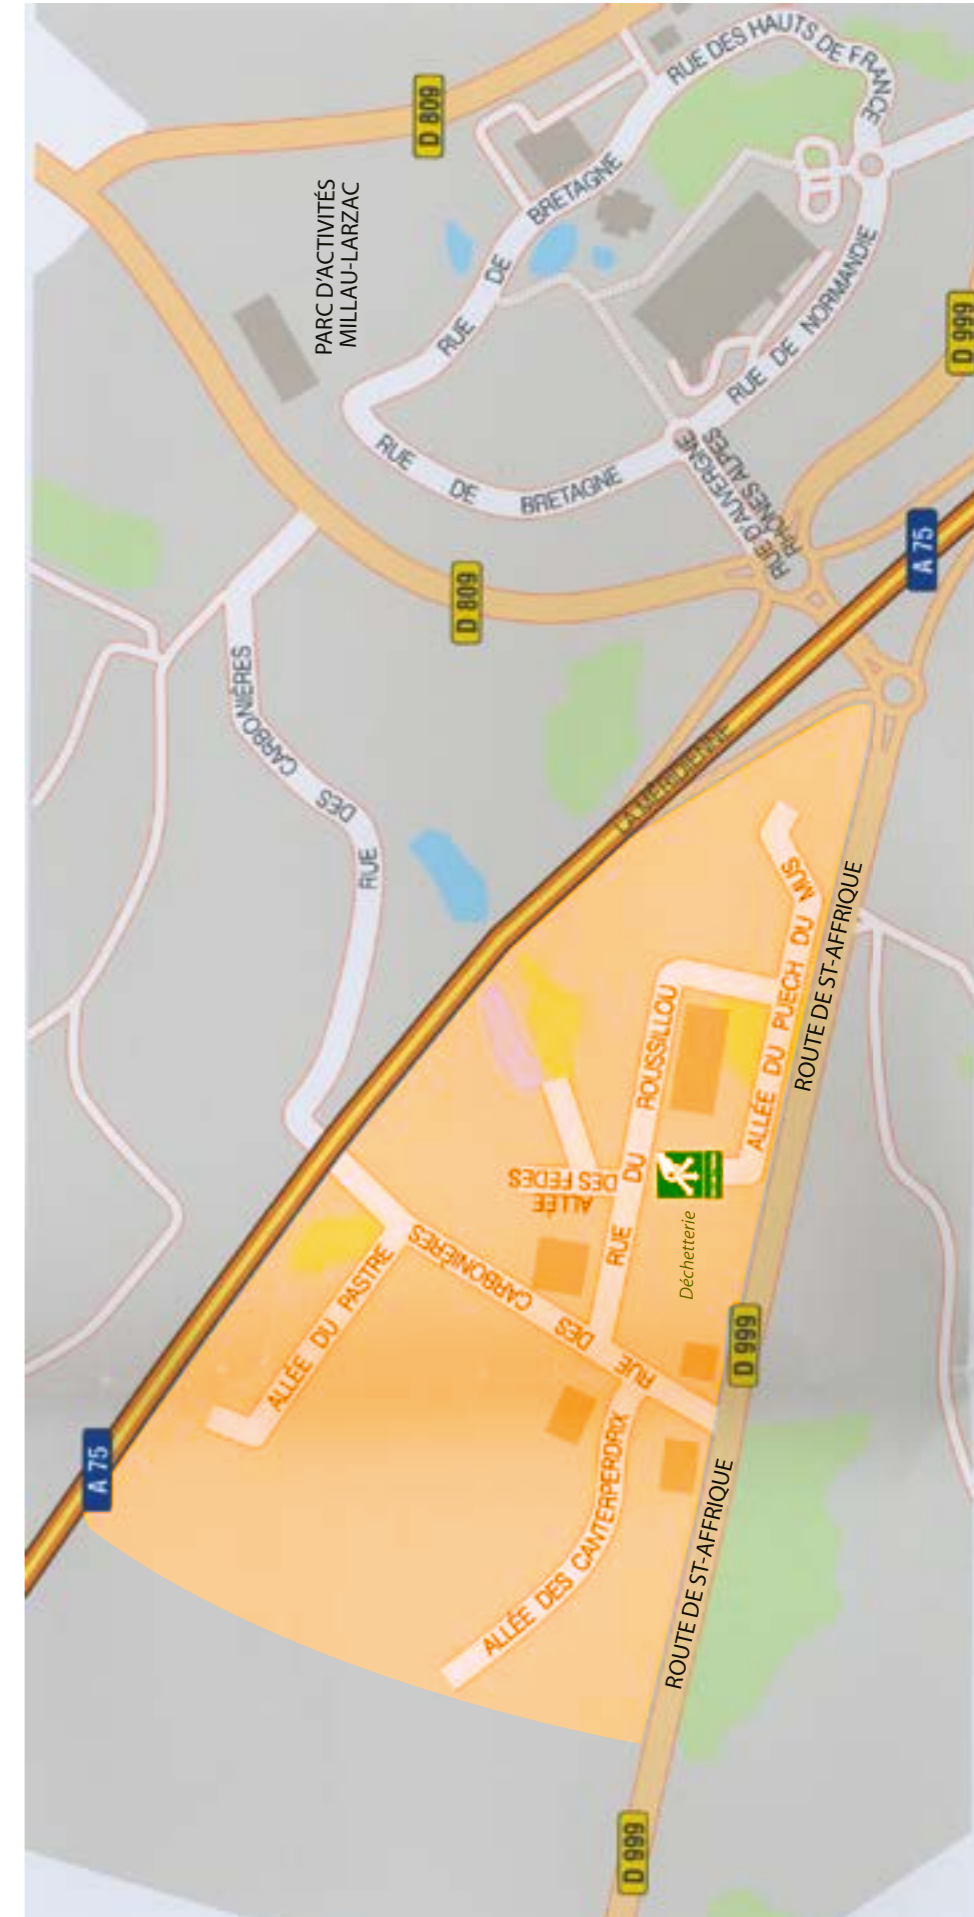 D 809
RUE DES HAUTS DE FRANCE
PARC D'ACTIVITÉS
MILLAU-LARZAC
RUE DE BRETAGNE
RUE DE NORMANDIE
D 999
RUE DE BRETAGNE
RUE D'AUVERGNE
RHÔNES ALPES
A 75
D 809
RUE DES CARBONIÈRES
LA MÉRIDIENNE
ALLÉE DU PUECH DU MUS
ROUTE DE ST-AFFRIQUE
RUE DU ROUSSILLOU
ALLÉE
DES FEDES
Déchetterie
ALLÉE DU PASTRE
RUE DES CARBONIÈRES
D 999
A 75
ALLÉE DES CANTERPERDRIX
ROUTE DE ST-AFFRIQUE
D 999